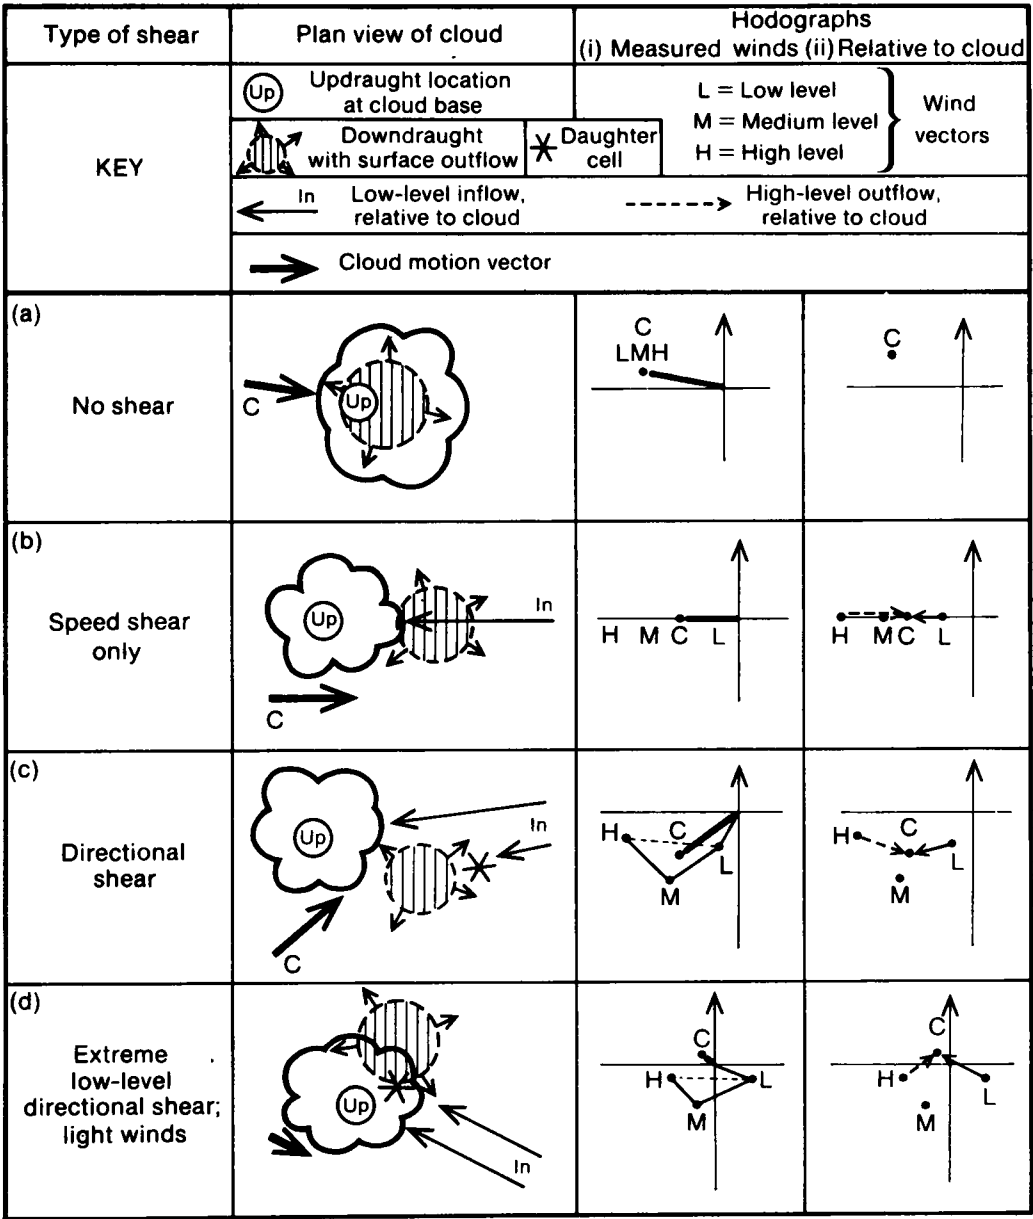 Type of shear
Plan view of cloud
Hodographs
(i) Measured winds (ii) Relative to cloud
KEY
Up
Updraught location
at cloud base
Downdraught
with surface outflow
Daughter
cell
L = Low level
M = Medium level
H = High level
Wind
vectors
In
Low-level inflow,
relative to cloud
High-level outflow,
relative to cloud
Cloud motion vector
(a)
No shear
C
Up
C
LMH
C
(b)
Speed shear
only
Up
In
C
H M C L
H M C L
(c)
Directional
shear
Up
In
C
H
C
L
M
H
C
L
M
(d)
Extreme
low-level
directional shear;
light winds
Up
In
C
H
L
M
C
H
L
M